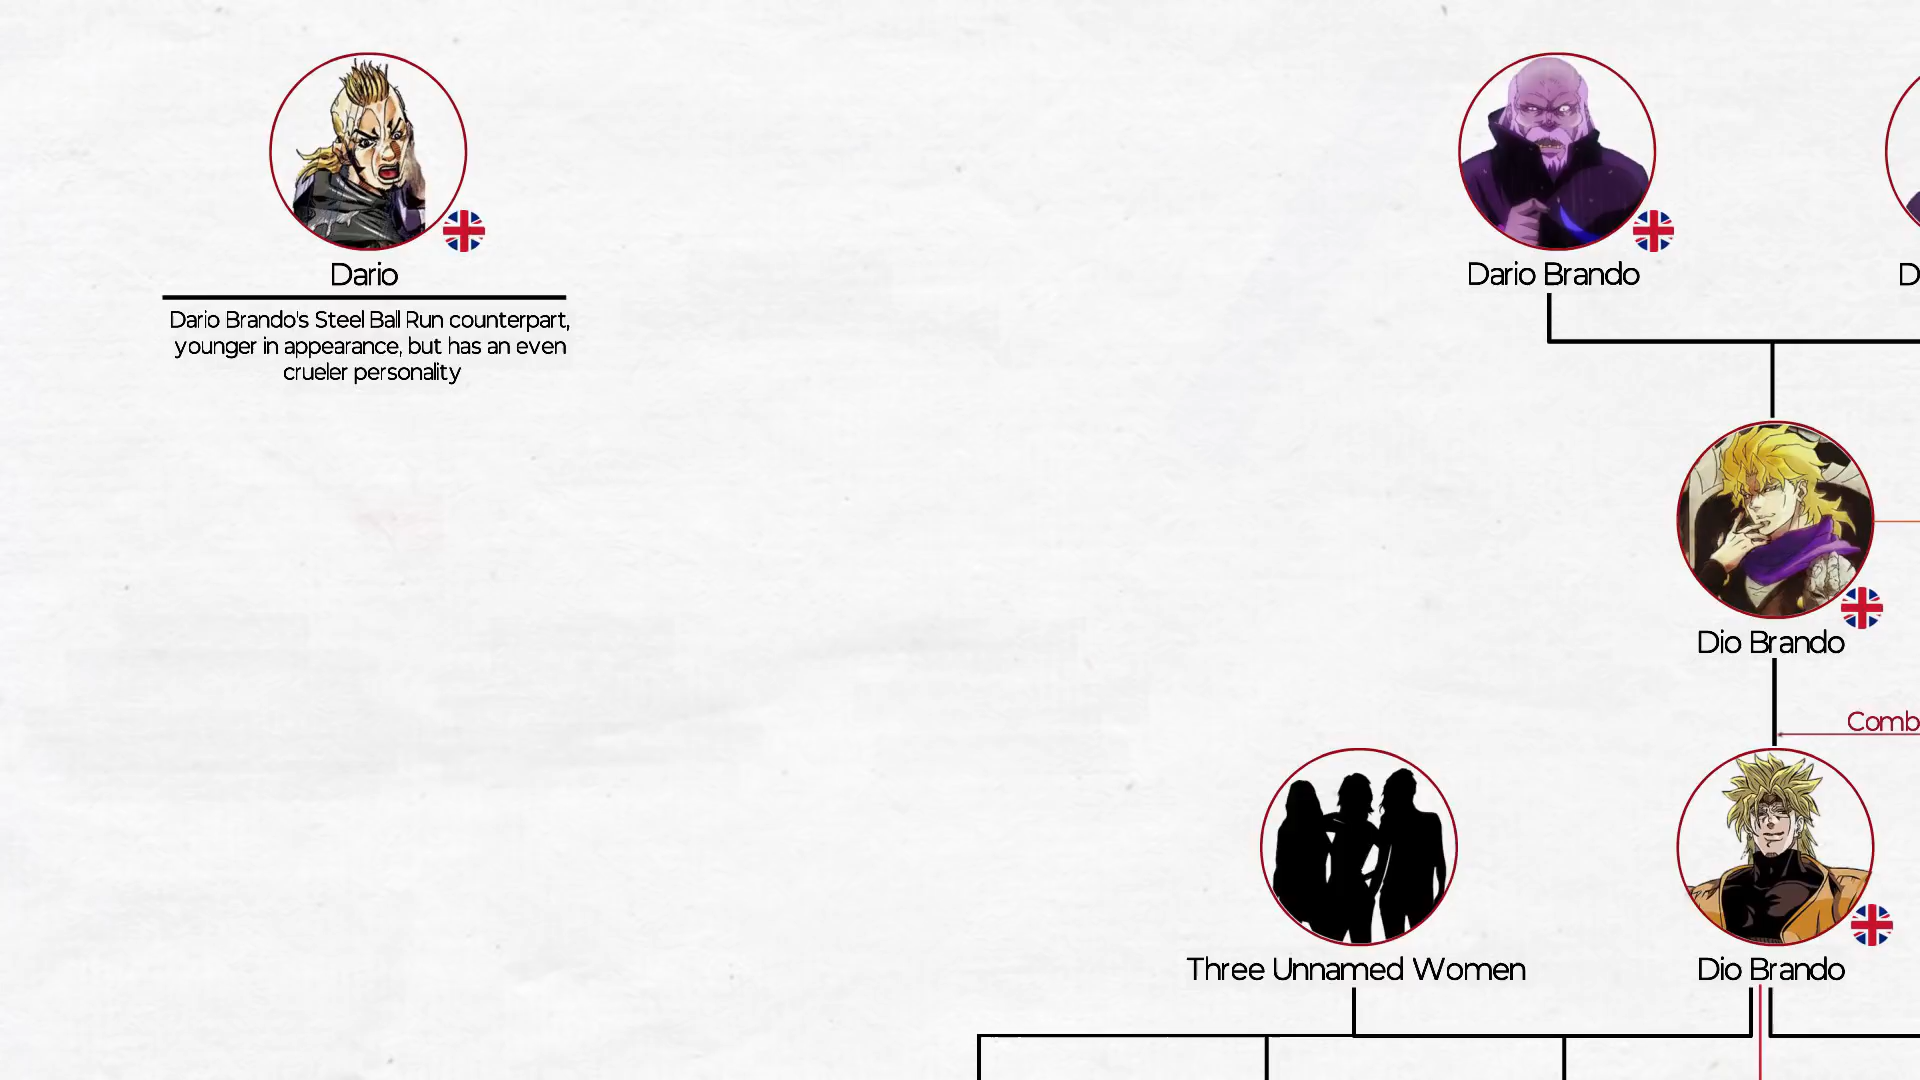 Dario
Dario Brando's Steel Ball Run counterpart,
younger in appearance, but has an even
crueler personality
Dario Brando
D
Dio Brando
Comb
Three Unnamed Women
Dio Brando